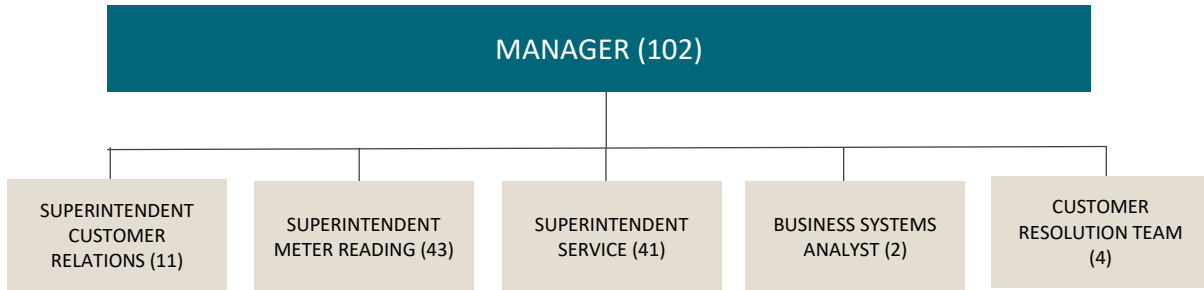 MANAGER (102)
SUPERINTENDENT
CUSTOMER
RELATIONS (11)
SUPERINTENDENT
METER READING (43)
SUPERINTENDENT
SERVICE (41)
BUSINESS SYSTEMS
ANALYST (2)
CUSTOMER
RESOLUTION TEAM
(4)